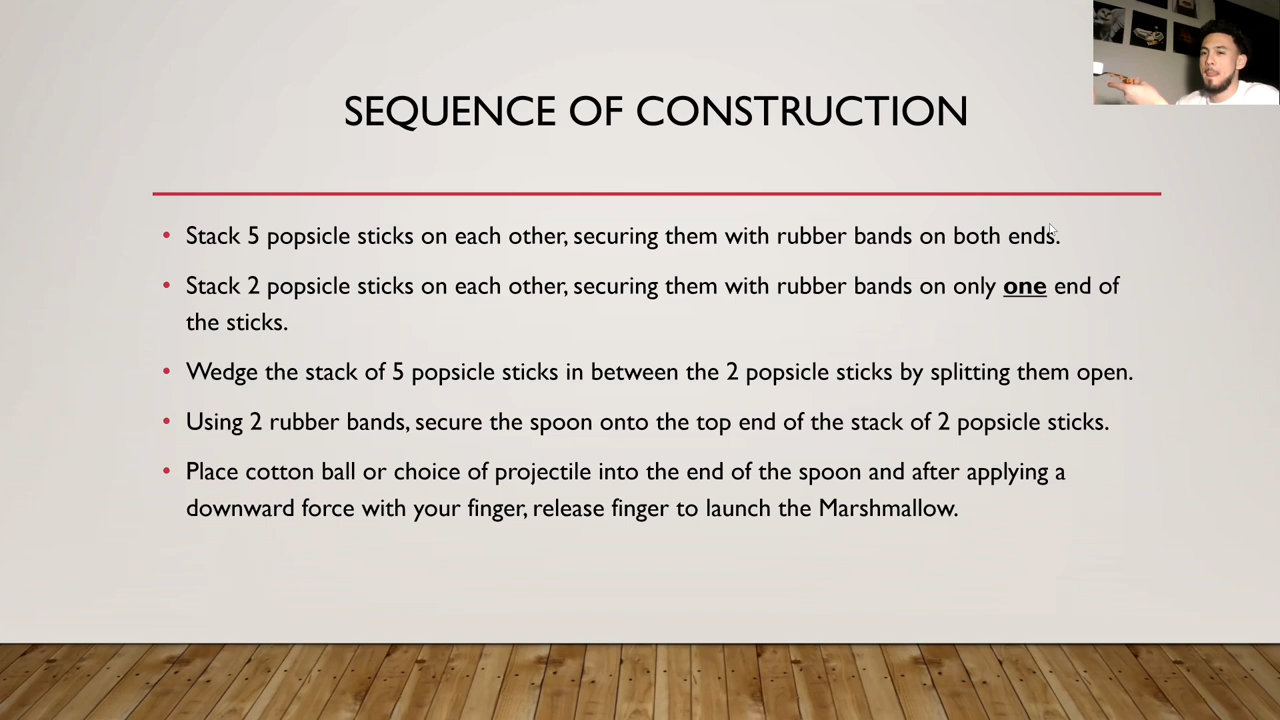 SEQUENCE OF CONSTRUCTION
• Stack 5 popsicle sticks on each other, securing them with rubber bands on both ends.
• Stack 2 popsicle sticks on each other, securing them with rubber bands on only one end of
the sticks.
• Wedge the stack of 5 popsicle sticks in between the 2 popsicle sticks by splitting them open.
• Using 2 rubber bands, secure the spoon onto the top end of the stack of 2 popsicle sticks.
• Place cotton ball or choice of projectile into the end of the spoon and after applying a
downward force with your finger, release finger to launch the Marshmallow.